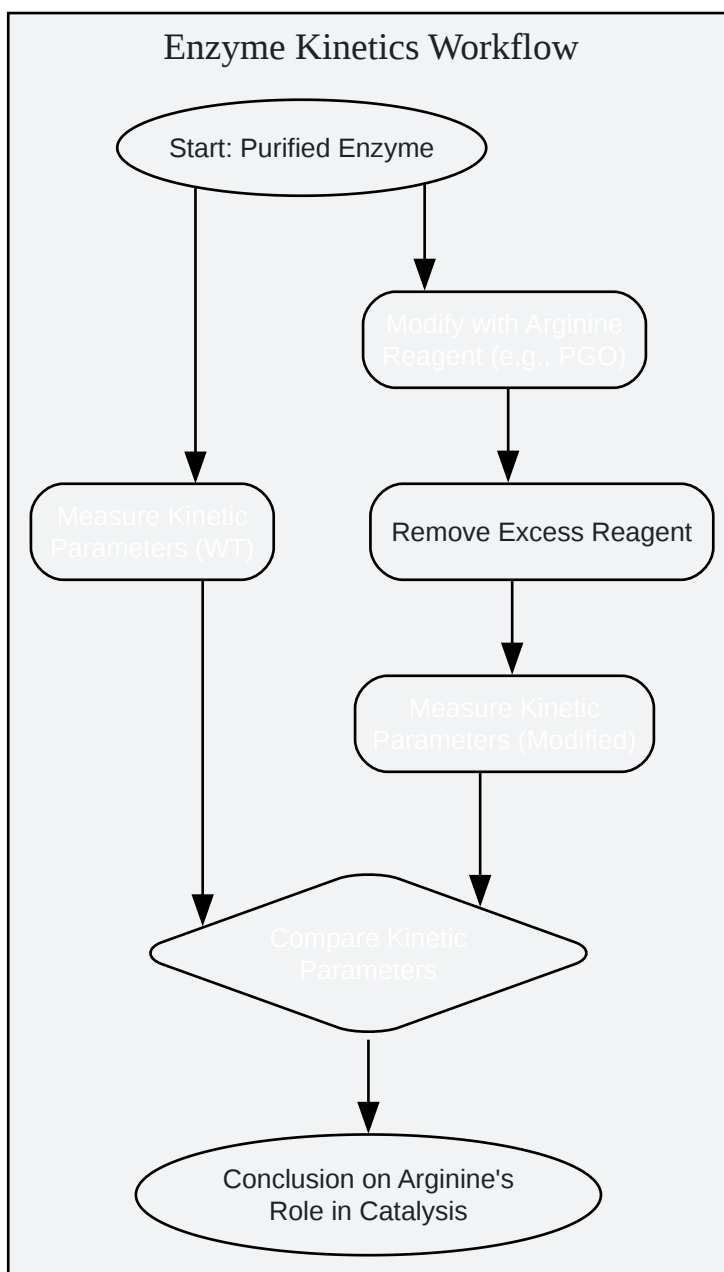 Enzyme Kinetics Workflow
Start: Purified Enzyme
Modify with Arginine
Reagent (e.g., PGO)
Measure Kinetic
Parameters (WT)
Remove Excess Reagent
Measure Kinetic
Parameters (Modified)
Compare Kinetic
Parameters
Conclusion on Arginine's
Role in Catalysis